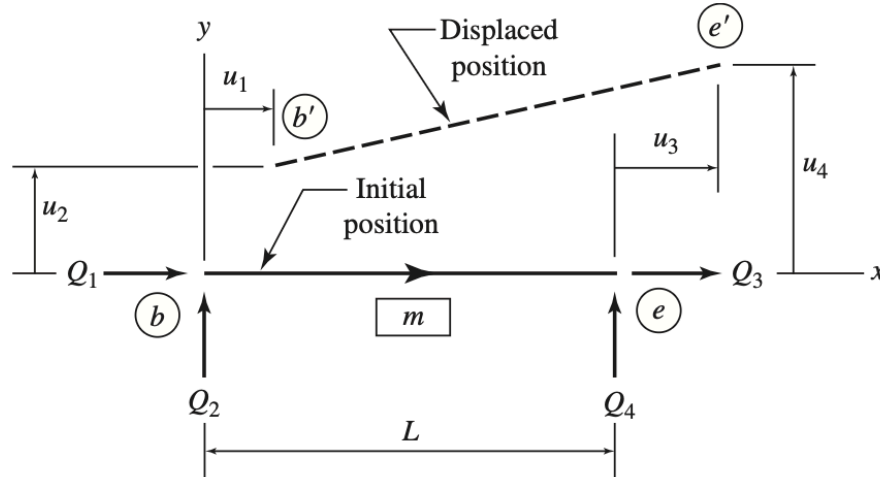 y
Displaced
position
e′
u1
b′
u3
u4
u2
Initial
position
Q1
Q3
x
b
m
e
Q2
Q4
L